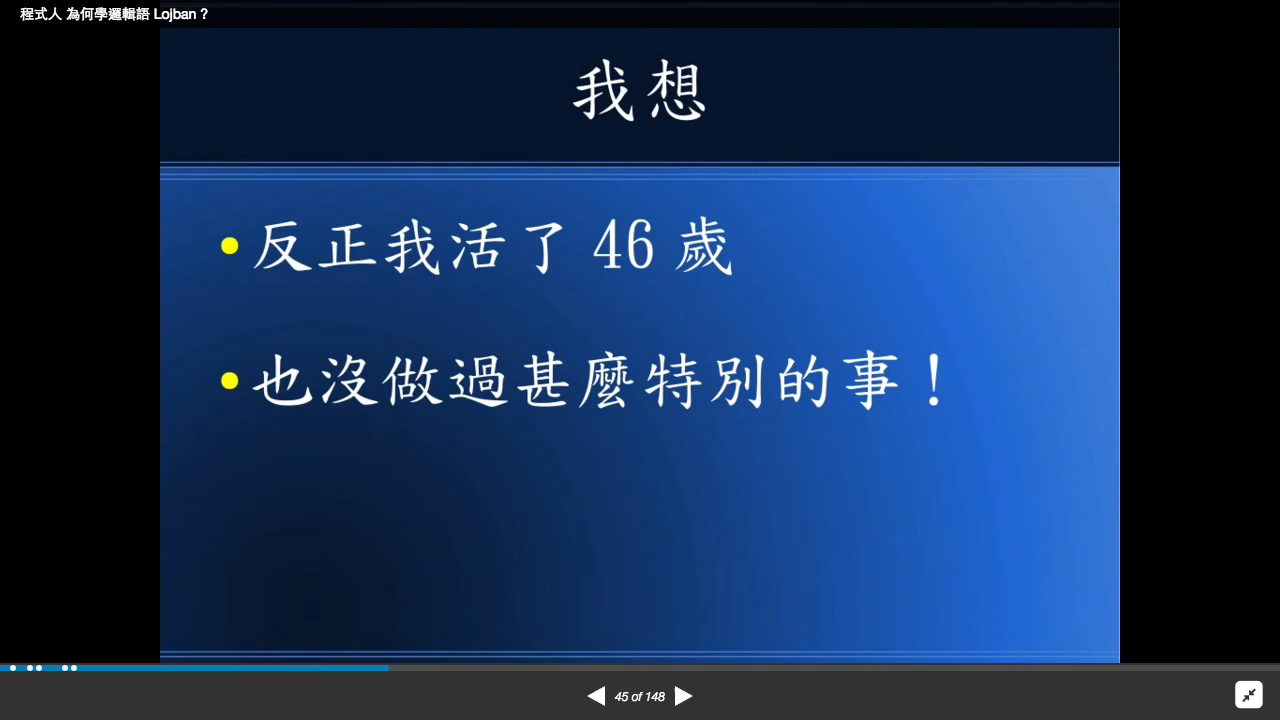 程式人 為何學邏輯語 Lojban ?
我想
反正我活了 46 歲
也沒做過甚麼特別的事！
45 of 148